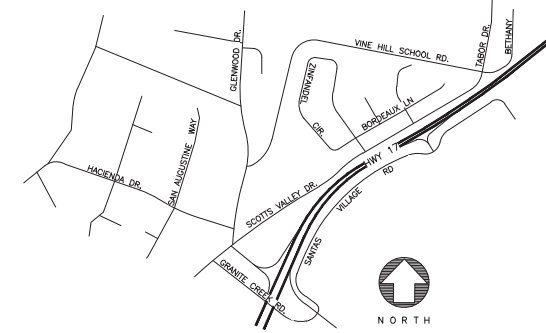 GLENWOOD DR.
VINE HILL SCHOOL RD.
TABOR DR.
BETHANY
ZINFANDEL
CIR
BORDEAUX LN
HWY 17
HACIENDA DR.
SAN AUGUSTINE WAY
SCOTTS VALLEY DR.
SANTAS VILLAGE RD
GRANITE CREEK RD.
NORTH